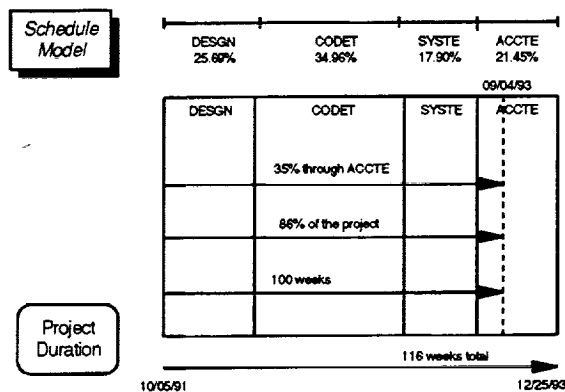 Schedule
Model
DESGN CODET SYSTE ACCTE
25.69% 34.96% 17.90% 21.45%
09/04/93
DESGN CODET SYSTE ACCTE
35% through ACCTE
86% of the project
100 weeks
Project
Duration
116 weeks total
10/05/91 12/25/93